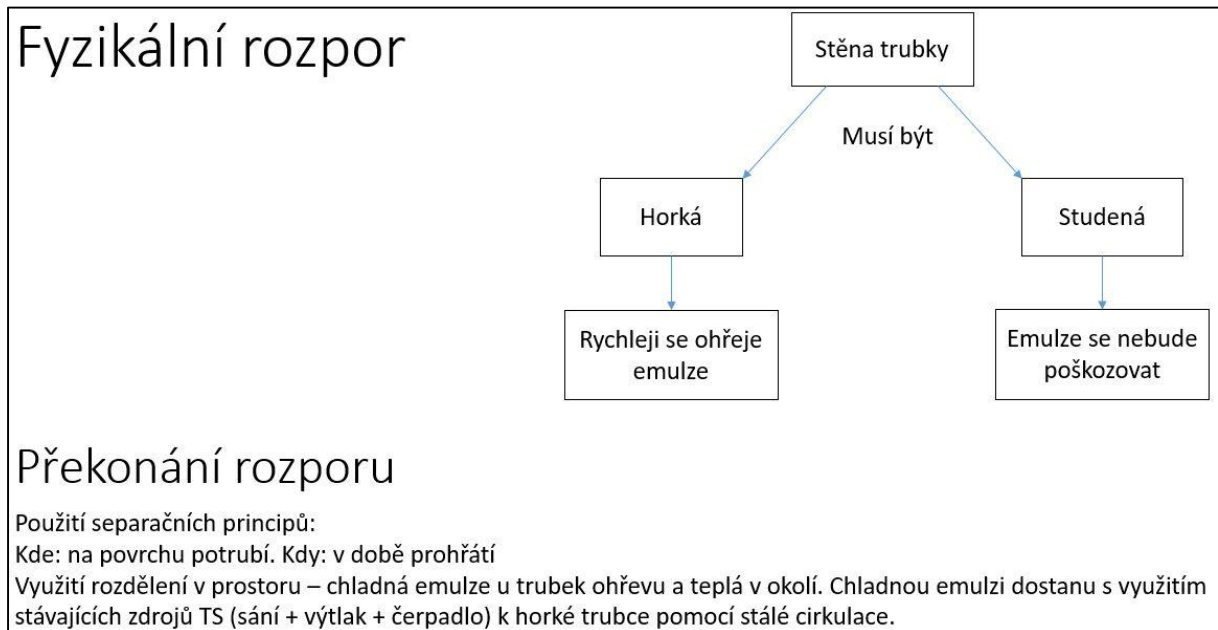 Fyzikální rozpor
Stěna trubky
Musí být
Horká
Studená
Rychleji se ohřeje
emulze
Emulze se nebude
poškozovat
Překonání rozporu
Použití separačních principů:
Kde: na povrchu potrubí. Kdy: v době prohřátí
Využití rozdělení v prostoru – chladná emulze u trubek ohřevu a teplá v okolí. Chladnou emulzi dostanu s využitím
stávajících zdrojů TS (sání + výtlak + čerpadlo) k horké trubce pomocí stálé cirkulace.